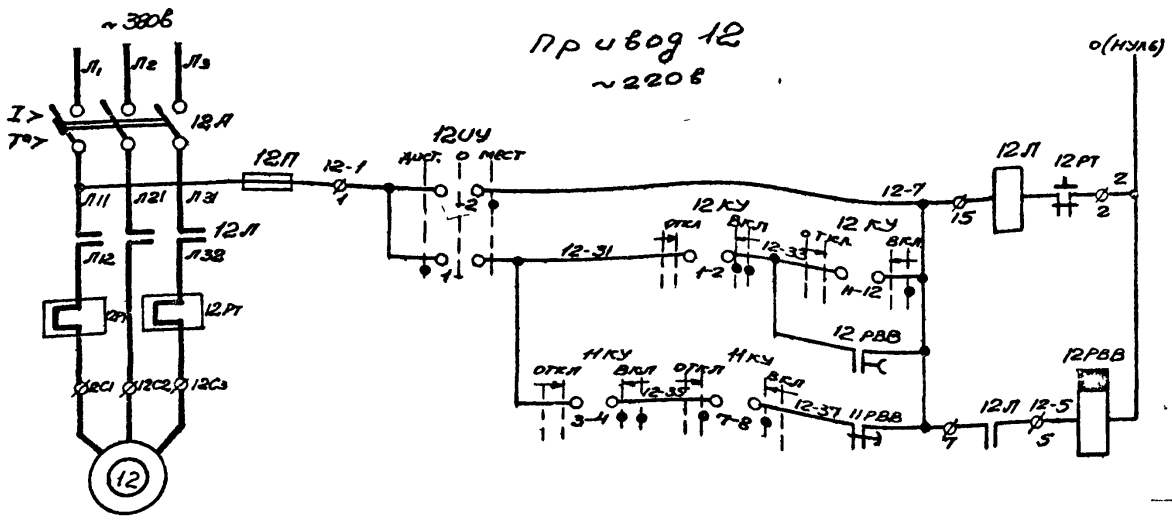 ~380в
Привод 12
~220в
0(НУЛЬ)
Л1
Л2
Л3
I>
T°>
12А
12П
12-1
1
12УУ
ДИСТ.
0
МЕСТ
2
1
12-7
15
12Л
12РТ
2
2
Л11
Л21
Л31
12Л
Л12
Л32
12РТ
12-31
12КУ
ОТКЛ
ВКЛ
1-2
12-33
12КУ
ОТКЛ
ВКЛ
11-12
12РВВ
12РВВ
11КУ
ОТКЛ
ВКЛ
3-4
12-35
11КУ
ОТКЛ
ВКЛ
7-8
12-37
11РВВ
7
12Л
12-5
5
12С2
12С3
12